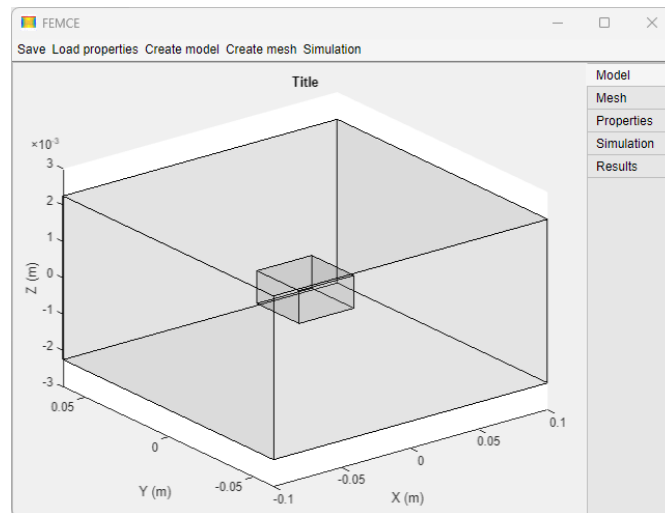 FEMCE
Save Load properties Create model Create mesh Simulation
Model
Mesh
Properties
Simulation
Results
Title
×10⁻³
3
2
1
0
-1
-2
-3
Z (m)
0.05
0
-0.05
Y (m)
-0.1
-0.05
0
0.05
0.1
X (m)